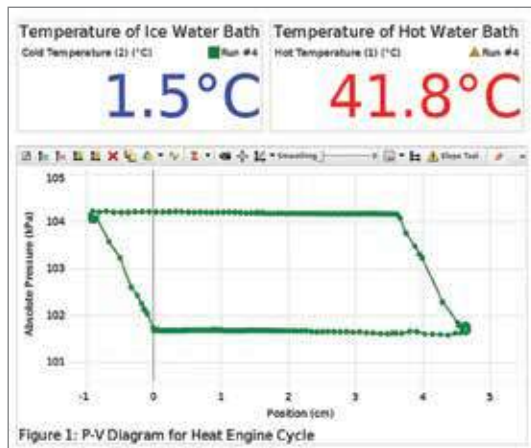 Temperature of Ice Water Bath
Cold Temperature (2) (°C) Run #4
1.5°C
Temperature of Hot Water Bath
Hot Temperature (1) (°C) Run #4
41.8°C
Smoothing
Slope Tool
Absolute Pressure (kPa)
105
104
103
102
101
-1 0 1 2 3 4 5
Position (cm)
Figure 1: P-V Diagram for Heat Engine Cycle